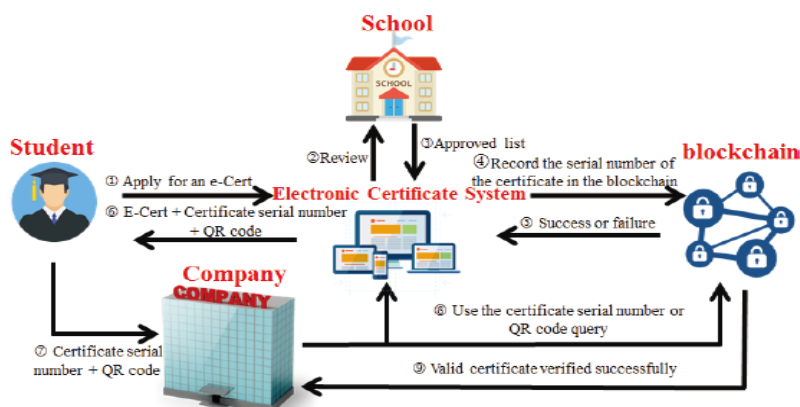 School
SCHOOL
Student
②Review
③Approved list
① Apply for an e-Cert
④Record the serial number of
the certificate in the blockchain
blockchain
Electronic Certificate System
⑥ E-Cert + Certificate serial number
+ QR code
⑤ Success or failure
Company
COMPANY
⑧ Use the certificate serial number or
QR code query
⑦ Certificate serial
number + QR code
⑨ Valid certificate verified successfully